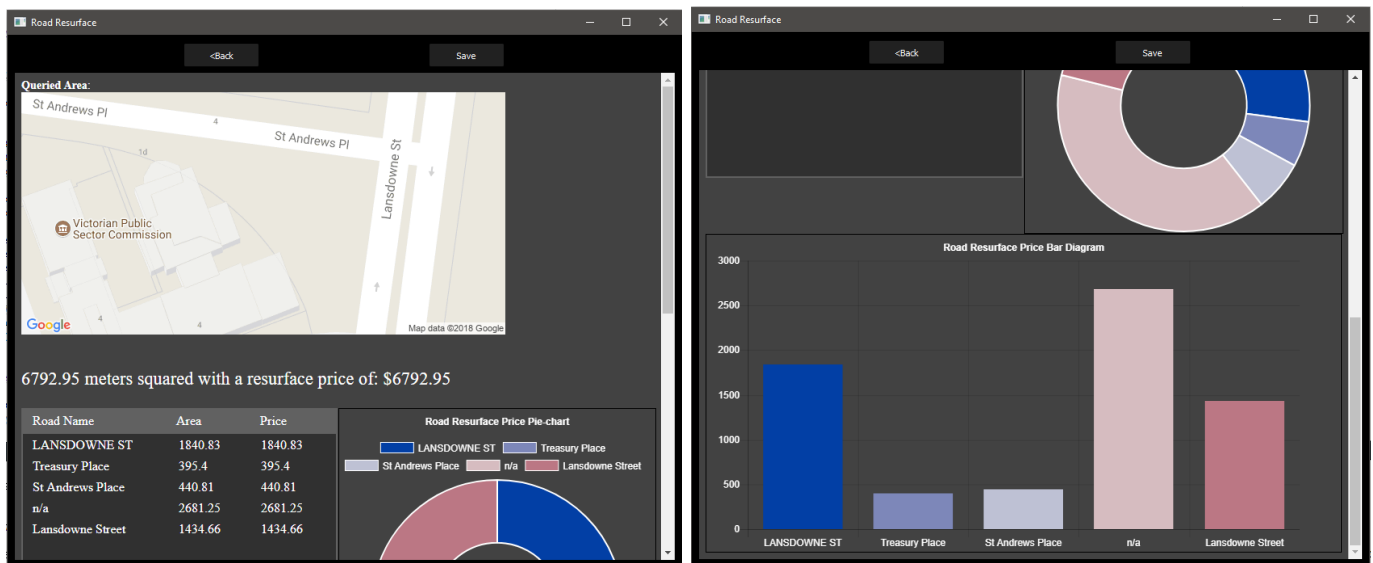 Road Resurface
<Back
Save
Queried Area:
St Andrews Pl
4
St Andrews Pl
1d
Lansdowne St
Victorian Public
Sector Commission
4
4
Google
Map data ©2018 Google
6792.95 meters squared with a resurface price of: $6792.95
Road Name Area Price
LANSDOWNE ST 1840.83 1840.83
Treasury Place 395.4 395.4
St Andrews Place 440.81 440.81
n/a 2681.25 2681.25
Lansdowne Street 1434.66 1434.66
Road Resurface Price Pie-chart
LANSDOWNE ST Treasury Place
St Andrews Place n/a Lansdowne Street
Road Resurface
<Back
Save
Road Resurface Price Bar Diagram
3000
2500
2000
1500
1000
500
0
LANSDOWNE ST Treasury Place St Andrews Place n/a Lansdowne Street